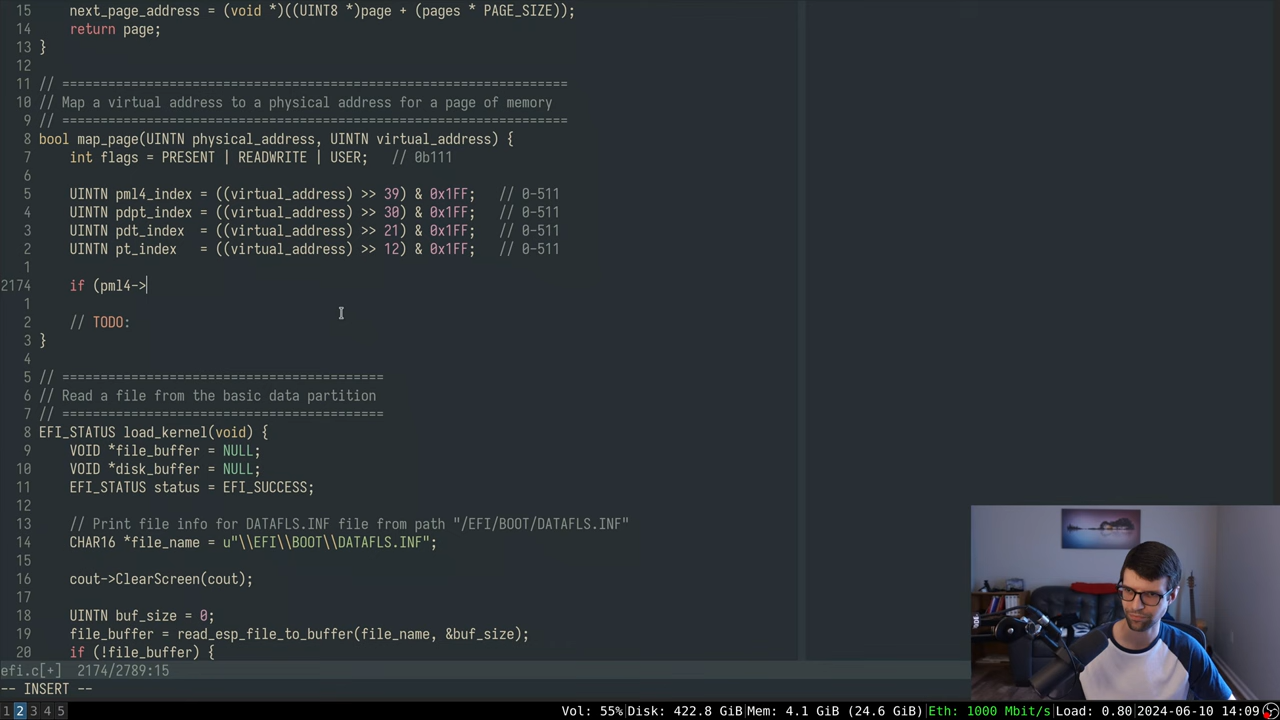 15     next_page_address = (void *)((UINT8 *)page + (pages * PAGE_SIZE));
14     return page;
13 }
12
11 // ==================================================================
10 // Map a virtual address to a physical address for a page of memory
9 // ==================================================================
8 bool map_page(UINTN physical_address, UINTN virtual_address) {
7     int flags = PRESENT | READWRITE | USER;   // 0b111
6
5     UINTN pml4_index = ((virtual_address) >> 39) & 0x1FF;   // 0-511
4     UINTN pdpt_index = ((virtual_address) >> 30) & 0x1FF;   // 0-511
3     UINTN pdt_index  = ((virtual_address) >> 21) & 0x1FF;   // 0-511
2     UINTN pt_index   = ((virtual_address) >> 12) & 0x1FF;   // 0-511
1
2174     if (pml4->
1
2     // TODO:
3 }
4
5 // ==========================================
6 // Read a file from the basic data partition
7 // ==========================================
8 EFI_STATUS load_kernel(void) {
9     VOID *file_buffer = NULL;
10     VOID *disk_buffer = NULL;
11     EFI_STATUS status = EFI_SUCCESS;
12
13     // Print file info for DATAFLS.INF file from path "/EFI/BOOT/DATAFLS.INF"
14     CHAR16 *file_name = u"\\EFI\\BOOT\\DATAFLS.INF";
15
16     cout->ClearScreen(cout);
17
18     UINTN buf_size = 0;
19     file_buffer = read_esp_file_to_buffer(file_name, &buf_size);
20     if (!file_buffer) {
efi.c[+]  2174/2789:15
-- INSERT --
1 2 3 4 5 Vol: 55%|Disk: 422.8 GiB|Mem: 4.1 GiB (24.6 GiB)|Eth: 1000 Mbit/s|Load: 0.80|2024-06-10 14:09